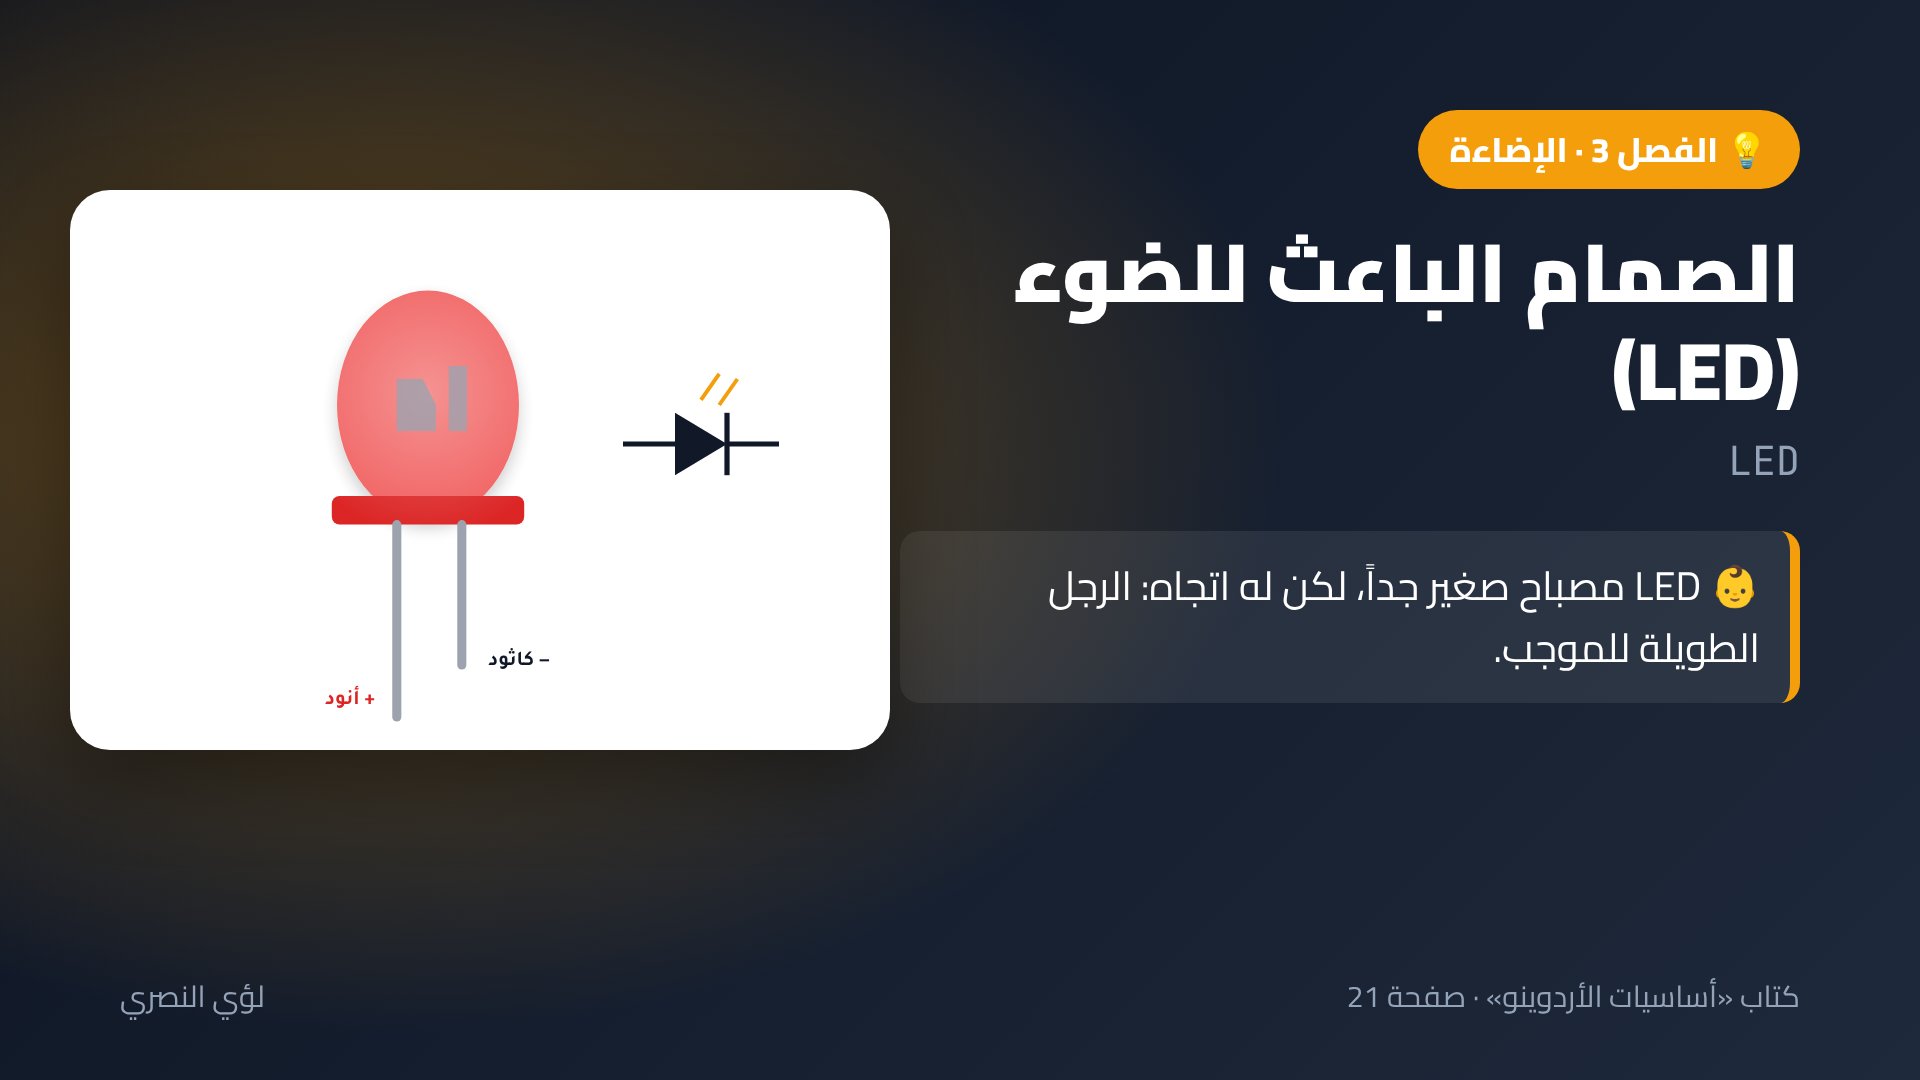 💡 الفصل 3 · الإضاءة
الصمام الباعث للضوء
(LED)
LED
👶 LED مصباح صغير جداً، لكن له اتجاه: الرجل
الطويلة للموجب.
– كاثود
+ أنود
كتاب «أساسيات الأردوينو» · صفحة 21
لؤي النصري